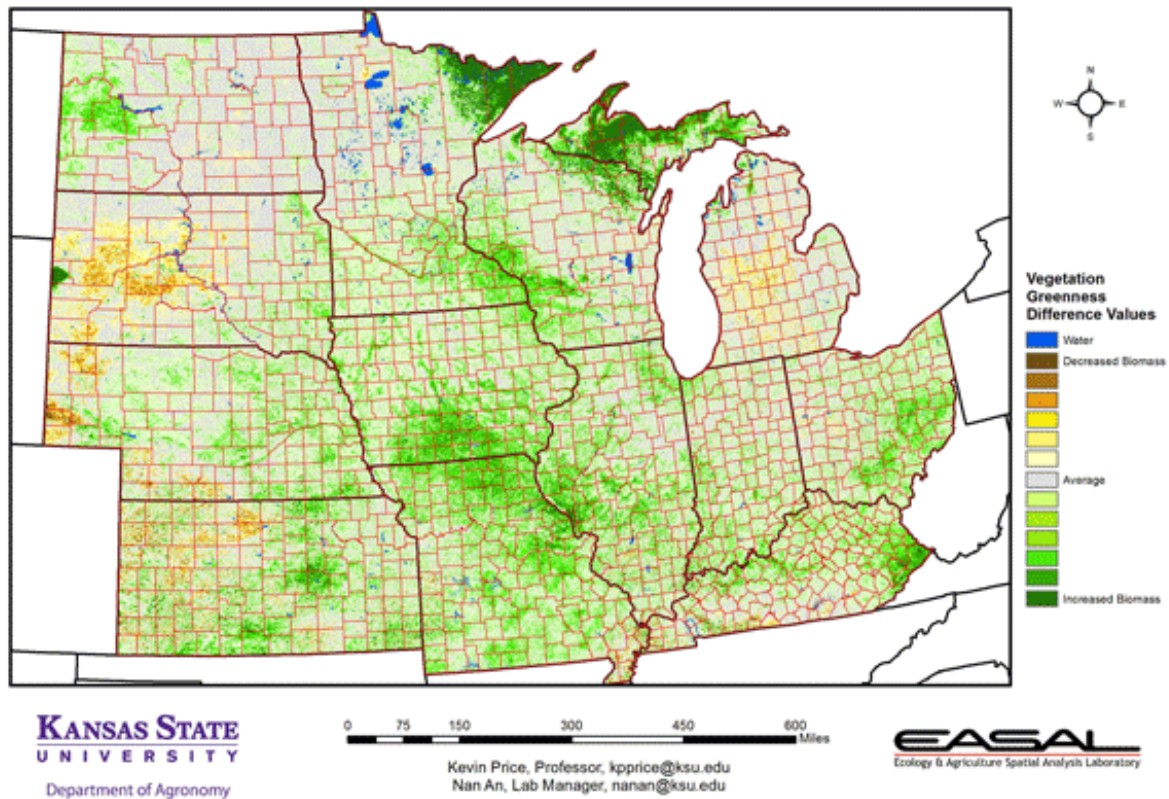 N
W E
S
Vegetation
Greenness
Difference Values
Water
Decreased Biomass
Average
Increased Biomass
KANSAS STATE
UNIVERSITY
Department of Agronomy
0 75 150 300 450 600
Miles
Kevin Price, Professor, kpprice@ksu.edu
Nan An, Lab Manager, nanan@ksu.edu
EASAL
Ecology & Agriculture Spatial Analysis Laboratory